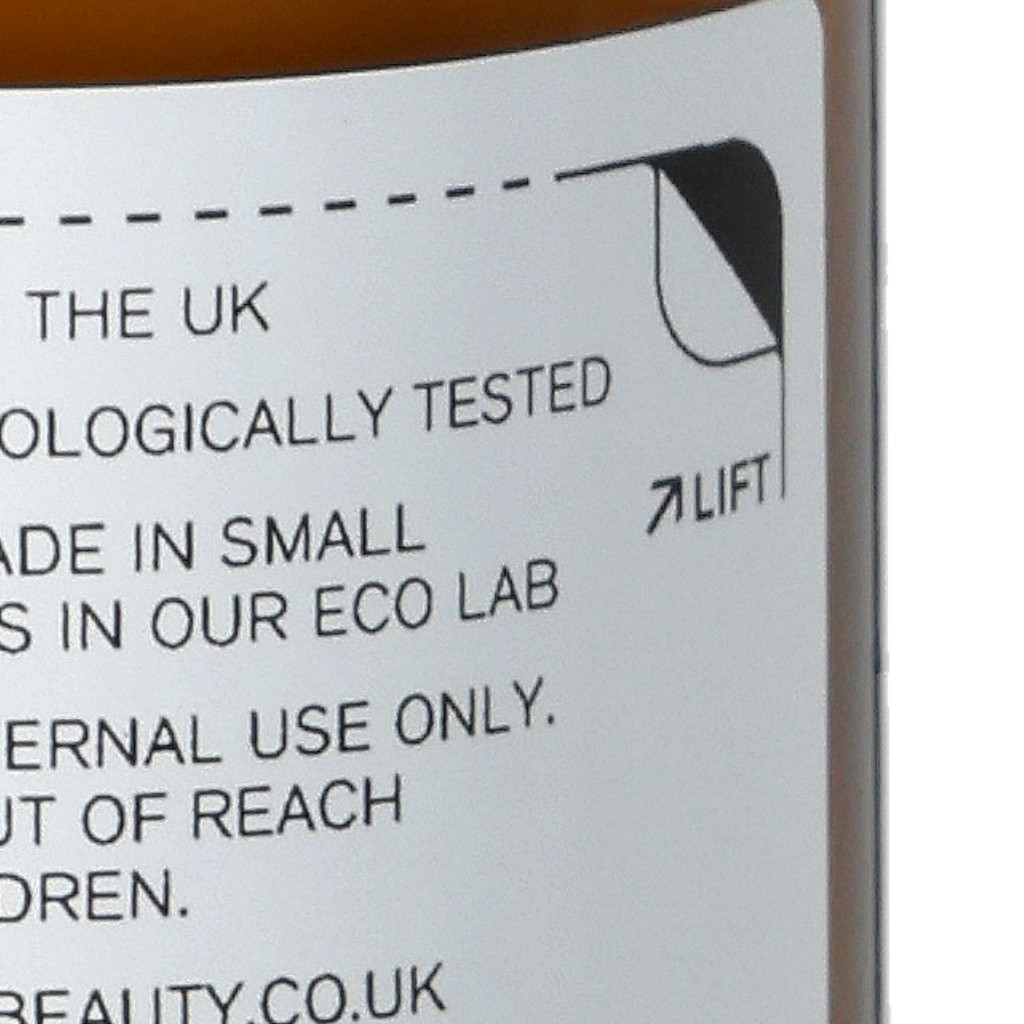 THE UK
OLOGICALLY TESTED
LIFT
ADE IN SMALL
S IN OUR ECO LAB
ERNAL USE ONLY.
UT OF REACH
DREN.
BEAUTY.CO.UK